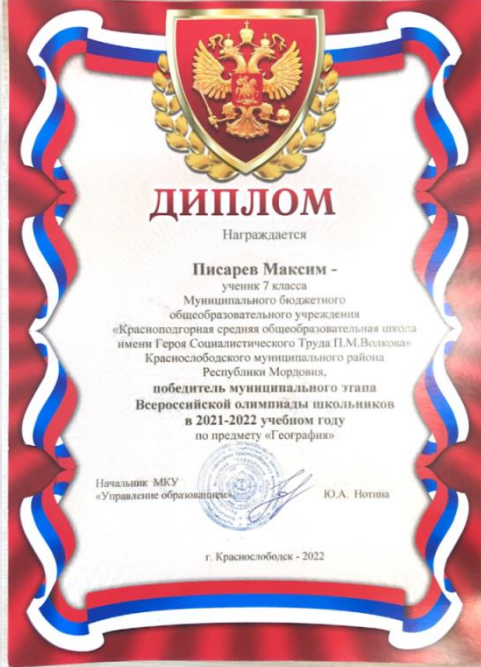 ДИПЛОМ
Награждается
Писарев Максим -
ученик 7 класса
Муниципального бюджетного
общеобразовательного учреждения
«Красноподгорная средняя общеобразовательная школа
имени Героя Социалистического Труда П.М.Волкова»
Краснослободского муниципального района
Республики Мордовия,
победитель муниципального этапа
Всероссийской олимпиады школьников
в 2021-2022 учебном году
по предмету «География»
Начальник МКУ
«Управление образованием» Ю.А. Нотина
г. Краснослободск - 2022